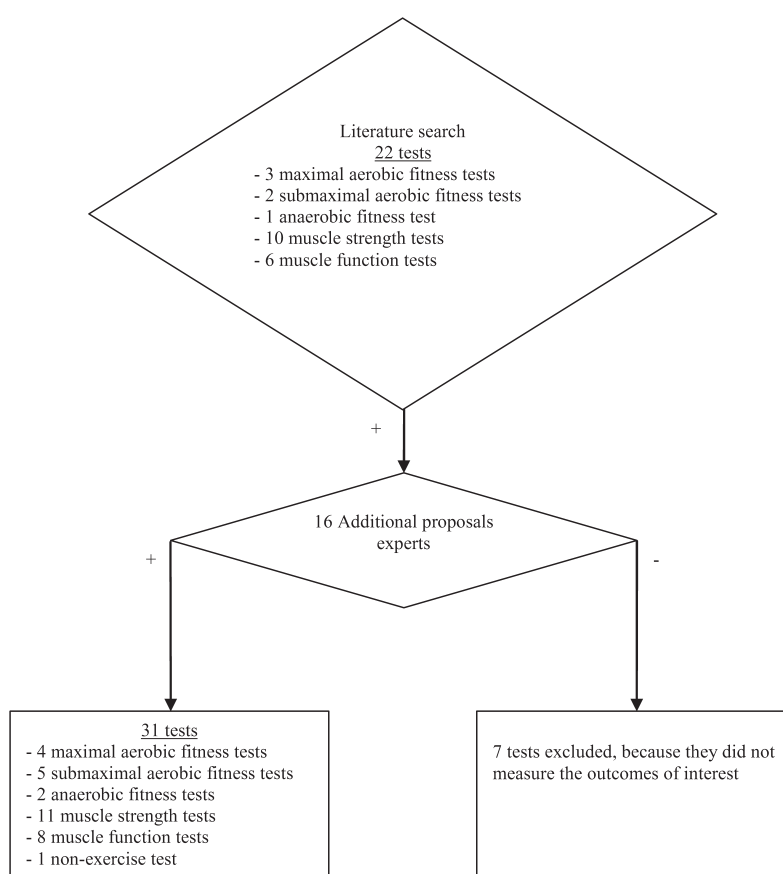 Literature search
22 tests
- 3 maximal aerobic fitness tests
- 2 submaximal aerobic fitness tests
- 1 anaerobic fitness test
- 10 muscle strength tests
- 6 muscle function tests
+
16 Additional proposals
experts
+
-
31 tests
- 4 maximal aerobic fitness tests
- 5 submaximal aerobic fitness tests
- 2 anaerobic fitness tests
- 11 muscle strength tests
- 8 muscle function tests
- 1 non-exercise test
7 tests excluded, because they did not
measure the outcomes of interest